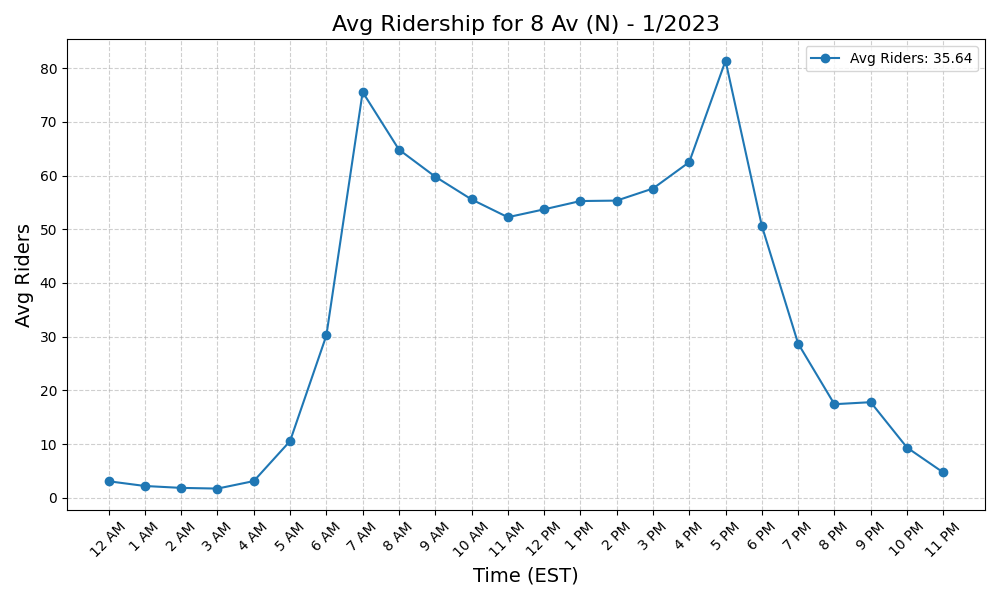 Avg Ridership for 8 Av (N) - 1/2023
Avg Riders: 35.64
Avg Riders
80
70
60
50
40
30
20
10
0
12 AM
1 AM
2 AM
3 AM
4 AM
5 AM
6 AM
7 AM
8 AM
9 AM
10 AM
11 AM
12 PM
1 PM
2 PM
3 PM
4 PM
5 PM
6 PM
7 PM
8 PM
9 PM
10 PM
11 PM
Time (EST)